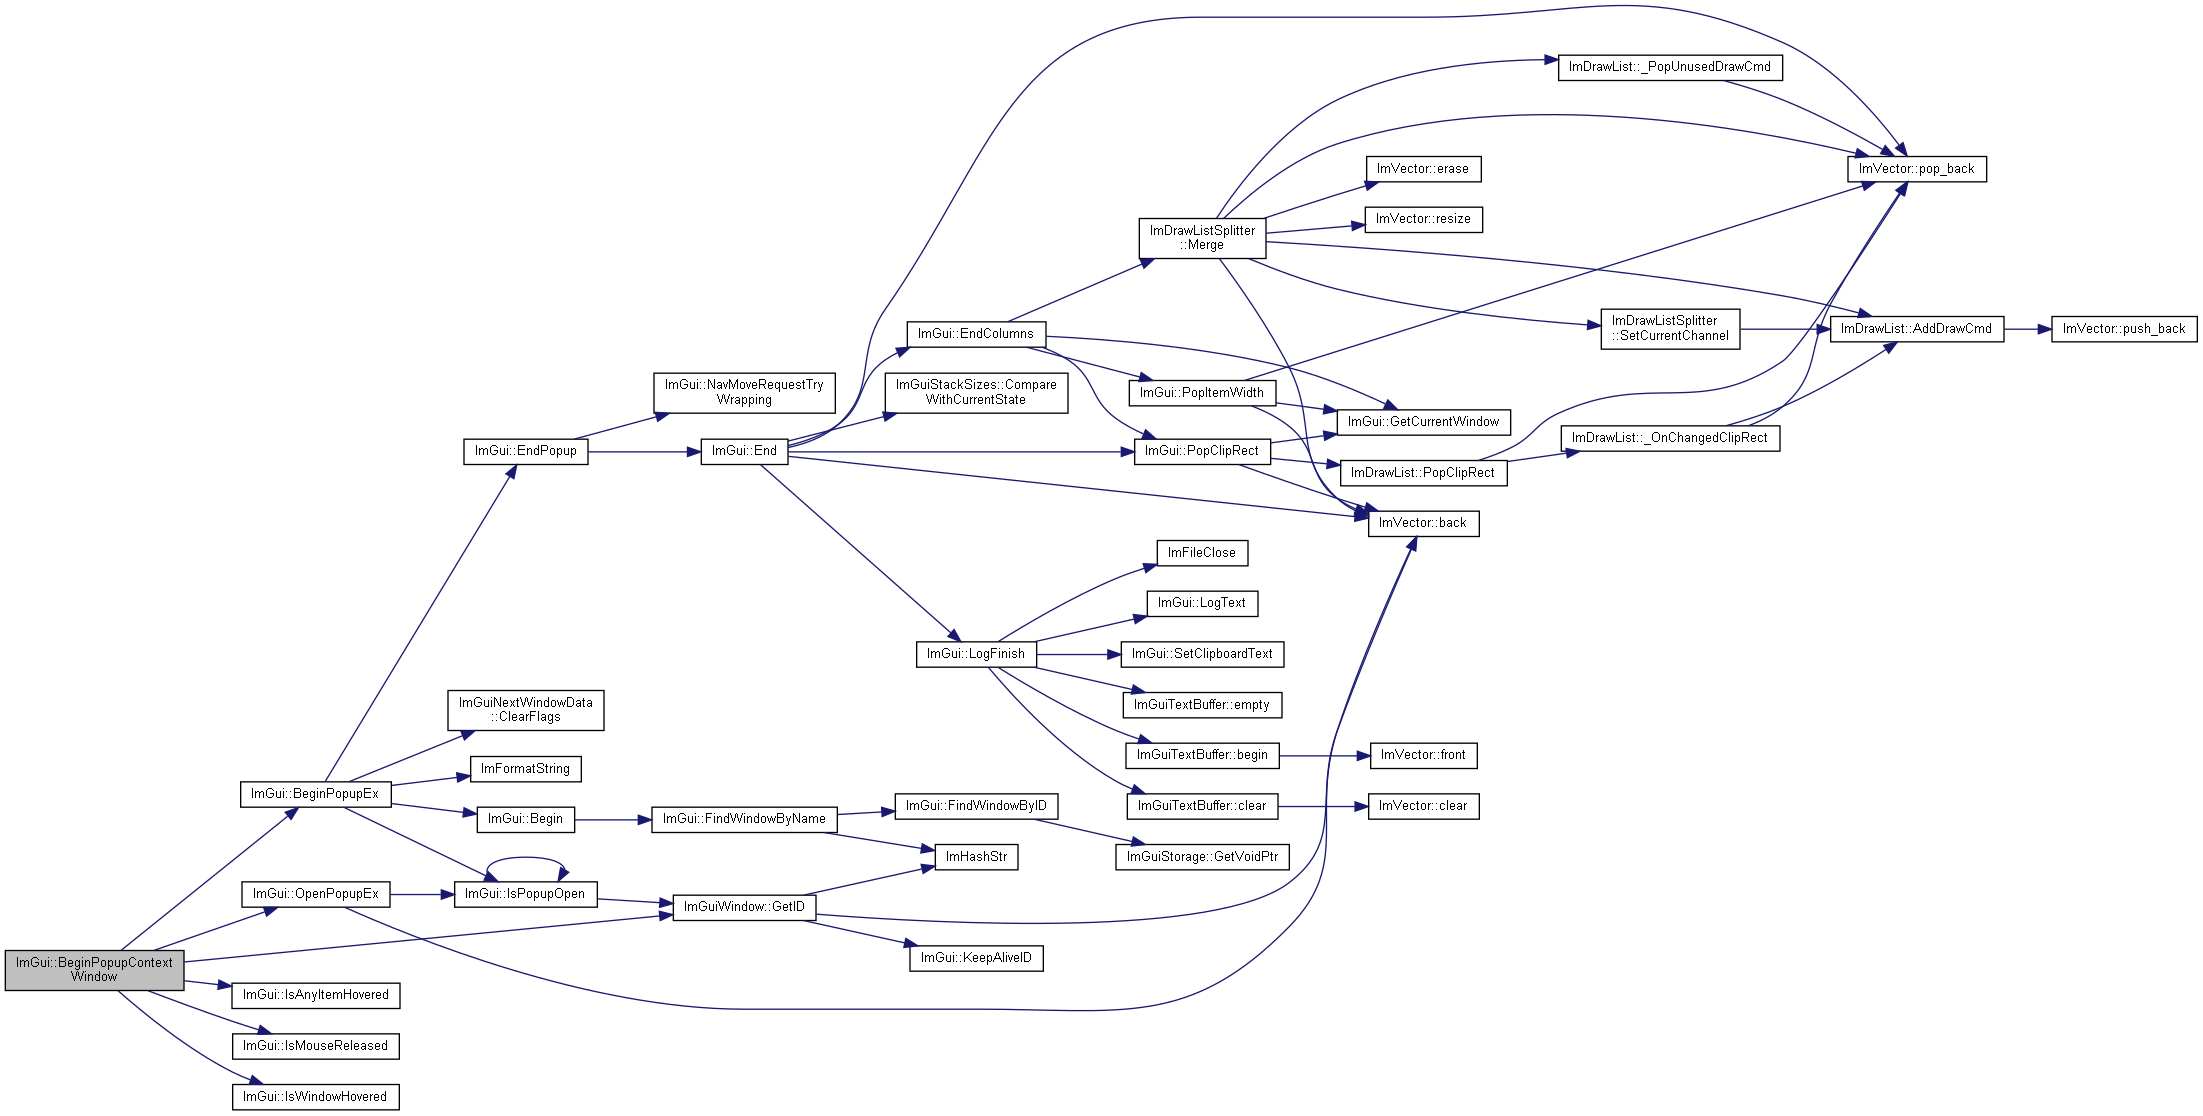 ImDrawList::_PopUnusedDrawCmd
ImVector::erase
ImVector::pop_back
ImVector::resize
ImDrawListSplitter
::Merge
ImDrawListSplitter
::SetCurrentChannel
ImDrawList::AddDrawCmd
ImVector::push_back
ImGui::EndColumns
ImGui::NavMoveRequestTry
Wrapping
ImGuiStackSizes::Compare
WithCurrentState
ImGui::PopItemWidth
ImGui::GetCurrentWindow
ImDrawList::_OnChangedClipRect
ImGui::EndPopup
ImGui::End
ImGui::PopClipRect
ImDrawList::PopClipRect
ImVector::back
ImFileClose
ImGui::LogText
ImGui::LogFinish
ImGui::SetClipboardText
ImGuiTextBuffer::empty
ImGuiNextWindowData
::ClearFlags
ImGuiTextBuffer::begin
ImVector::front
ImFormatString
ImGui::BeginPopupEx
ImGui::Begin
ImGui::FindWindowByName
ImGui::FindWindowByID
ImGuiTextBuffer::clear
ImVector::clear
ImHashStr
ImGuiStorage::GetVoidPtr
ImGui::OpenPopupEx
ImGui::IsPopupOpen
ImGuiWindow::GetID
ImGui::KeepAliveID
ImGui::BeginPopupContext
Window
ImGui::IsAnyItemHovered
ImGui::IsMouseReleased
ImGui::IsWindowHovered